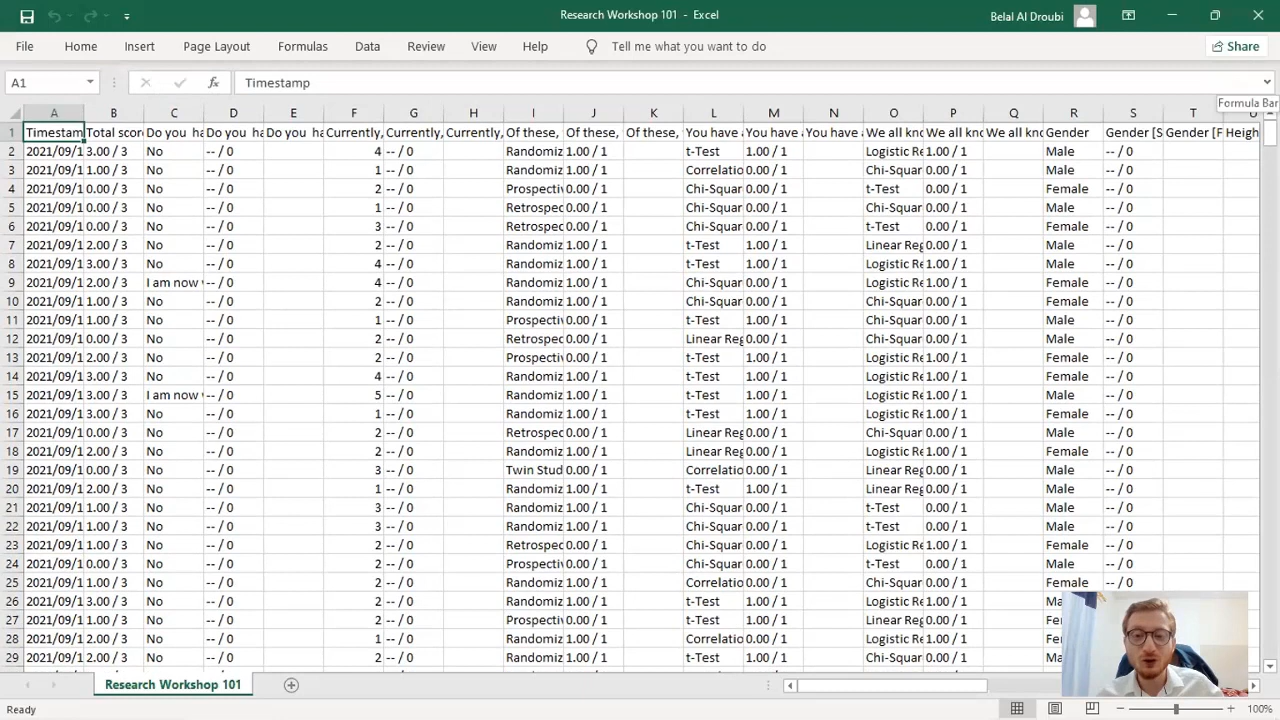 Research Workshop 101 - Excel
Belal Al Droubi
File Home Insert Page Layout Formulas Data Review View Help Tell me what you want to do Share
A1 fx Timestamp
Formula Bar
A B C D E F G H I J K L M N O P Q R S T U
1 Timestam Total score Do you ha Do you ha Do you ha Currently, Currently, Currently, Of these, Of these, Of these, You have a You have a You have a We all kno We all kno We all kno Gender Gender [S Gender [F Heigh
2 2021/09/1 3.00 / 3 No -- / 0 4 -- / 0 Randomiz 1.00 / 1 t-Test 1.00 / 1 Logistic Re 1.00 / 1 Male -- / 0
3 2021/09/1 1.00 / 3 No -- / 0 1 -- / 0 Randomiz 1.00 / 1 Correlatio 0.00 / 1 Chi-Squar 0.00 / 1 Male -- / 0
4 2021/09/1 0.00 / 3 No -- / 0 2 -- / 0 Prospectiv 0.00 / 1 Chi-Squar 0.00 / 1 t-Test 0.00 / 1 Female -- / 0
5 2021/09/1 0.00 / 3 No -- / 0 1 -- / 0 Retrospec 0.00 / 1 Chi-Squar 0.00 / 1 Chi-Squar 0.00 / 1 Male -- / 0
6 2021/09/1 0.00 / 3 No -- / 0 3 -- / 0 Retrospec 0.00 / 1 Chi-Squar 0.00 / 1 t-Test 0.00 / 1 Female -- / 0
7 2021/09/1 2.00 / 3 No -- / 0 2 -- / 0 Randomiz 1.00 / 1 t-Test 1.00 / 1 Linear Reg 0.00 / 1 Male -- / 0
8 2021/09/1 3.00 / 3 No -- / 0 4 -- / 0 Randomiz 1.00 / 1 t-Test 1.00 / 1 Logistic Re 1.00 / 1 Male -- / 0
9 2021/09/1 2.00 / 3 I am now w -- / 0 4 -- / 0 Randomiz 1.00 / 1 Chi-Squar 0.00 / 1 Logistic Re 1.00 / 1 Female -- / 0
10 2021/09/1 1.00 / 3 No -- / 0 2 -- / 0 Randomiz 1.00 / 1 Chi-Squar 0.00 / 1 Chi-Squar 0.00 / 1 Female -- / 0
11 2021/09/1 1.00 / 3 No -- / 0 1 -- / 0 Prospectiv 0.00 / 1 t-Test 1.00 / 1 Chi-Squar 0.00 / 1 Male -- / 0
12 2021/09/1 0.00 / 3 No -- / 0 2 -- / 0 Retrospec 0.00 / 1 Linear Reg 0.00 / 1 Chi-Squar 0.00 / 1 Male -- / 0
13 2021/09/1 2.00 / 3 No -- / 0 2 -- / 0 Prospectiv 0.00 / 1 t-Test 1.00 / 1 Logistic Re 1.00 / 1 Female -- / 0
14 2021/09/1 3.00 / 3 No -- / 0 4 -- / 0 Randomiz 1.00 / 1 t-Test 1.00 / 1 Logistic Re 1.00 / 1 Female -- / 0
15 2021/09/1 3.00 / 3 I am now w -- / 0 5 -- / 0 Randomiz 1.00 / 1 t-Test 1.00 / 1 Logistic Re 1.00 / 1 Male -- / 0
16 2021/09/1 3.00 / 3 No -- / 0 1 -- / 0 Randomiz 1.00 / 1 t-Test 1.00 / 1 Logistic Re 1.00 / 1 Female -- / 0
17 2021/09/1 0.00 / 3 No -- / 0 2 -- / 0 Retrospec 0.00 / 1 Linear Reg 0.00 / 1 Chi-Squar 0.00 / 1 Male -- / 0
18 2021/09/1 2.00 / 3 No -- / 0 2 -- / 0 Randomiz 1.00 / 1 Linear Reg 0.00 / 1 Logistic Re 1.00 / 1 Female -- / 0
19 2021/09/1 0.00 / 3 No -- / 0 3 -- / 0 Twin Stud 0.00 / 1 Correlatio 0.00 / 1 Linear Reg 0.00 / 1 Male -- / 0
20 2021/09/1 2.00 / 3 No -- / 0 1 -- / 0 Randomiz 1.00 / 1 t-Test 1.00 / 1 Linear Reg 0.00 / 1 Male -- / 0
21 2021/09/1 1.00 / 3 No -- / 0 3 -- / 0 Randomiz 1.00 / 1 Chi-Squar 0.00 / 1 t-Test 0.00 / 1 Male -- / 0
22 2021/09/1 1.00 / 3 No -- / 0 3 -- / 0 Randomiz 1.00 / 1 Chi-Squar 0.00 / 1 t-Test 0.00 / 1 Male -- / 0
23 2021/09/1 1.00 / 3 No -- / 0 2 -- / 0 Retrospec 0.00 / 1 Chi-Squar 0.00 / 1 Logistic Re 1.00 / 1 Female -- / 0
24 2021/09/1 0.00 / 3 No -- / 0 2 -- / 0 Prospectiv 0.00 / 1 Chi-Squar 0.00 / 1 t-Test 0.00 / 1 Male -- / 0
25 2021/09/1 1.00 / 3 No -- / 0 2 -- / 0 Randomiz 1.00 / 1 Correlatio 0.00 / 1 Chi-Squar 0.00 / 1 Female -- / 0
26 2021/09/1 3.00 / 3 No -- / 0 2 -- / 0 Randomiz 1.00 / 1 t-Test 1.00 / 1 Logistic Re 1.00 / 1 Ma
27 2021/09/1 1.00 / 3 No -- / 0 2 -- / 0 Prospectiv 0.00 / 1 t-Test 1.00 / 1 Linear Reg 0.00 / 1 Fer
28 2021/09/1 2.00 / 3 No -- / 0 1 -- / 0 Randomiz 1.00 / 1 Correlatio 0.00 / 1 Logistic Re 1.00 / 1 Fer
29 2021/09/1 2.00 / 3 No -- / 0 2 -- / 0 Randomiz 1.00 / 1 t-Test 1.00 / 1 Chi-Squar 0.00 / 1 Ma
Research Workshop 101
Ready 100%